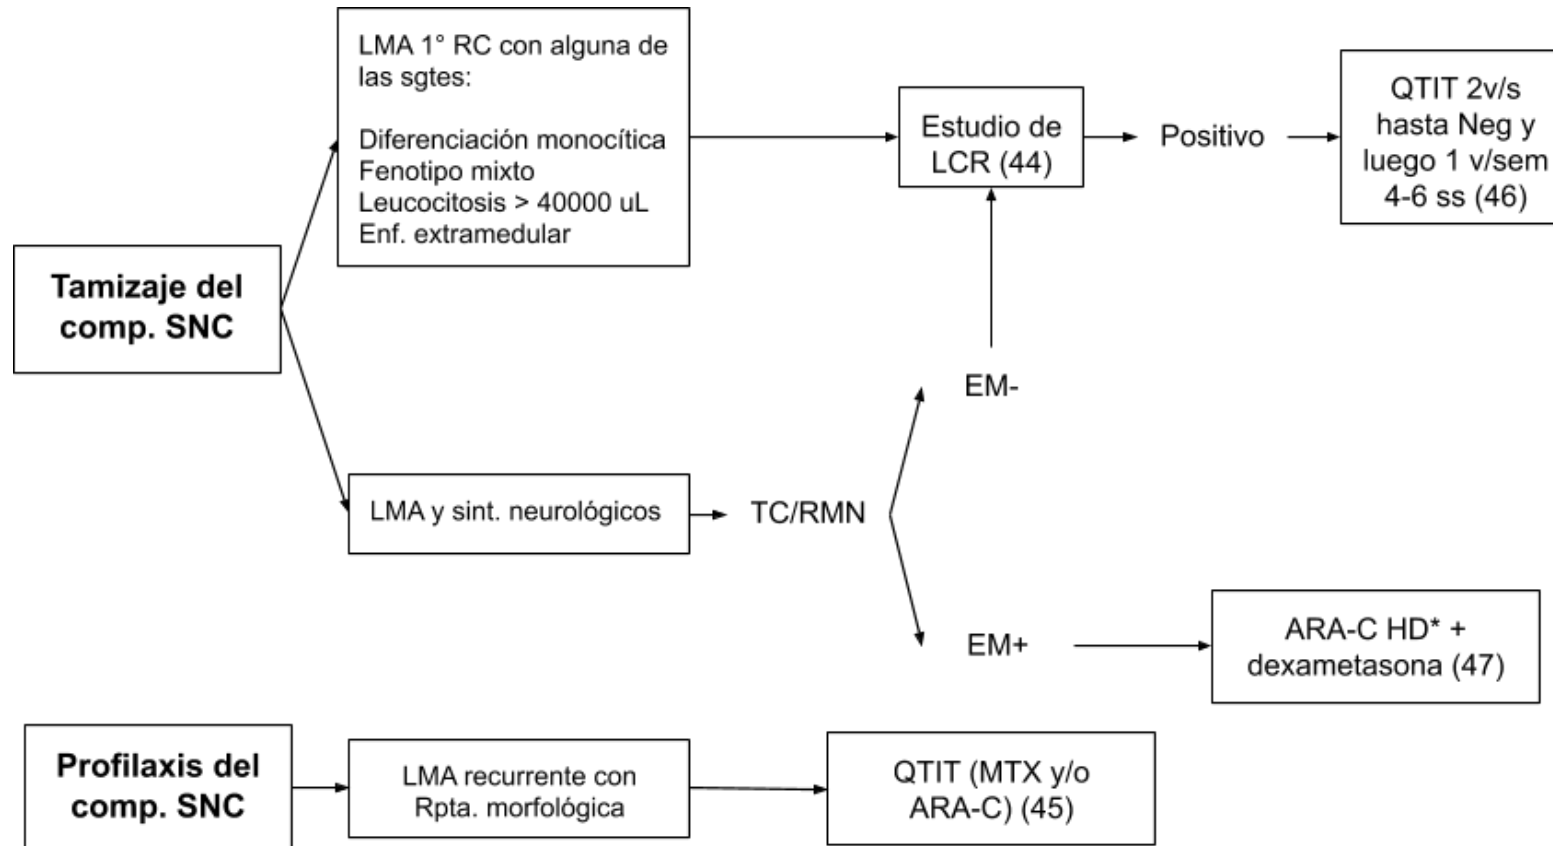 LMA 1° RC con alguna de
las sgtes:
Diferenciación monocítica
Fenotipo mixto
Leucocitosis > 40000 uL
Enf. extramedular
Estudio de
LCR (44)
Positivo
QTIT 2v/s
hasta Neg y
luego 1 v/sem
4-6 ss (46)
Tamizaje del
comp. SNC
EM-
LMA y sint. neurológicos
TC/RMN
EM+
ARA-C HD* +
dexametasona (47)
Profilaxis del
comp. SNC
LMA recurrente con
Rpta. morfológica
QTIT (MTX y/o
ARA-C) (45)